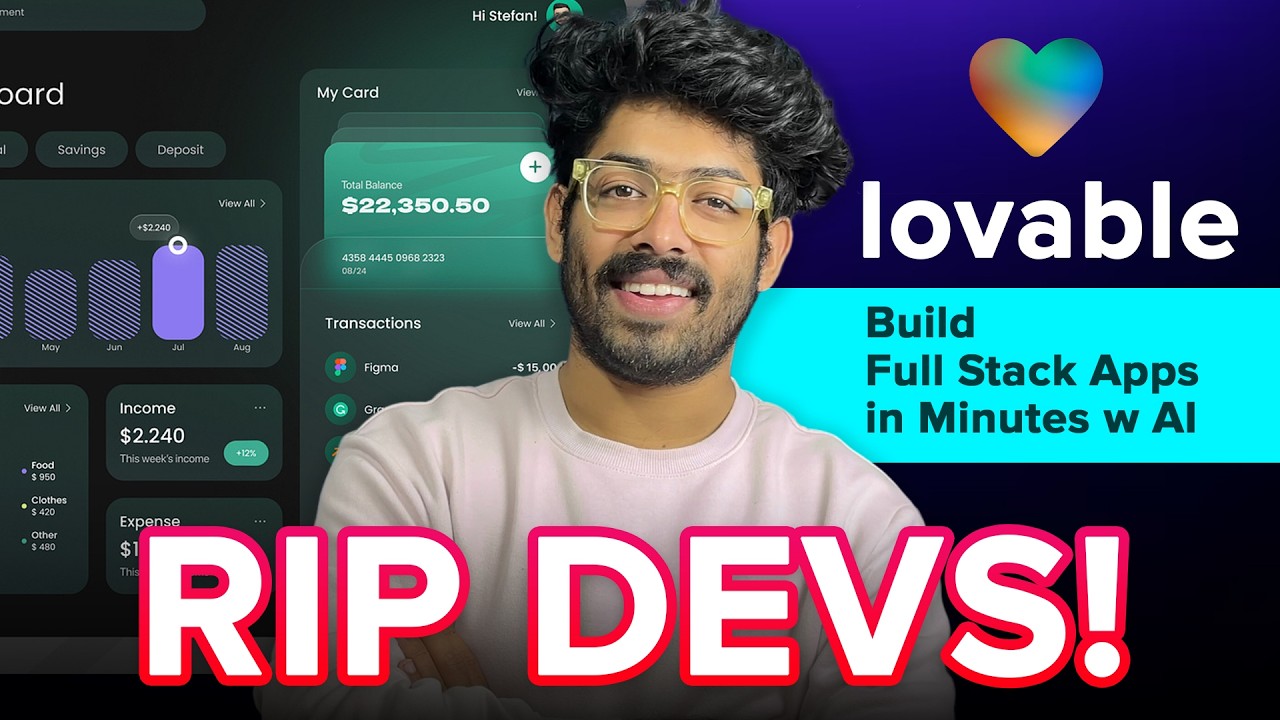 Hi Stefan!
My Card
Savings
Deposit
View All >
Total Balance
$22,350.50
+$2.240
4358 4445 0968 2323
08/24
May
Jun
Jul
Aug
Transactions
View All >
Figma
-$ 15,00
View All >
Food
$ 950
Clothes
$ 420
Other
$ 480
Income
...
$2.240
This week's income
+12%
Expense
...
lovable
Build
Full Stack Apps
in Minutes w AI
RIP DEVS!